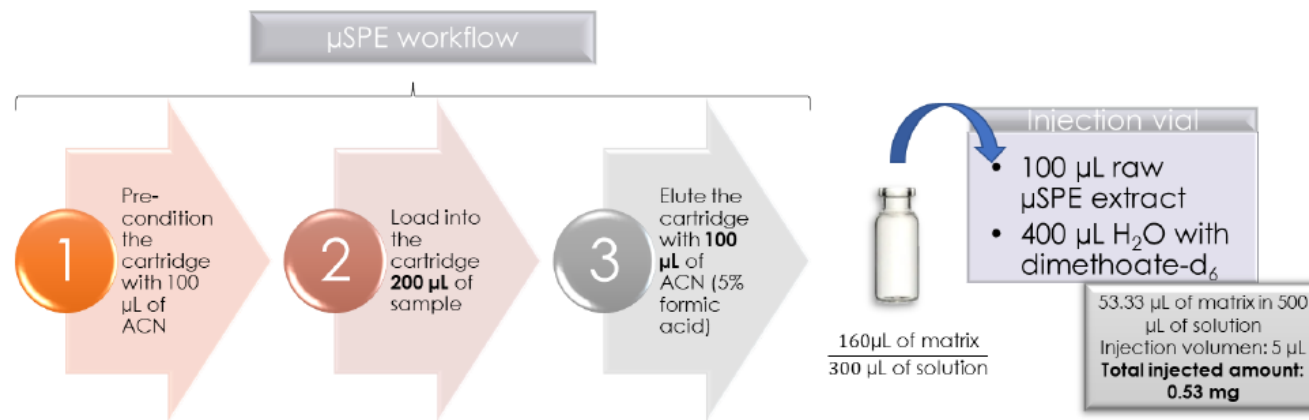 µSPE workflow
1
Pre-
condition
the
cartridge
with 100
µL of
ACN
2
Load into
the
cartridge
200 µL of
sample
3
Elute the
cartridge
with 100
µL of
ACN (5%
formic
acid)
160µL of matrix
300 µL of solution
Injection vial
• 100 µL raw
µSPE extract
• 400 µL H₂O with
dimethoate-d₆
53.33 µL of matrix in 500
µL of solution
Injection volumen: 5 µL
Total injected amount:
0.53 mg